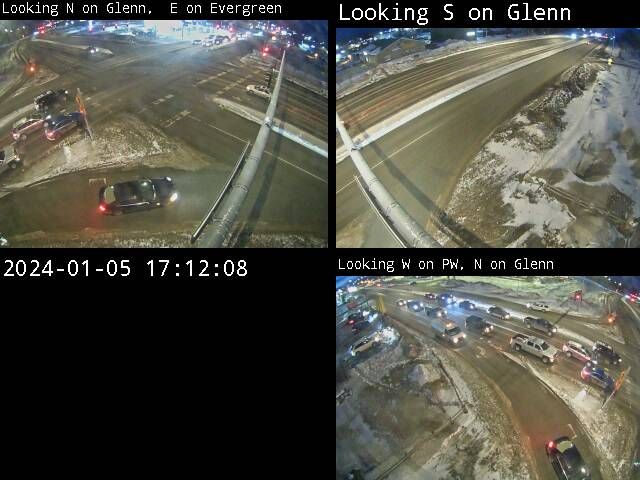 Looking N on Glenn, E on Evergreen
Looking S on Glenn
2024-01-05 17:12:08
Looking W on PW, N on Glenn